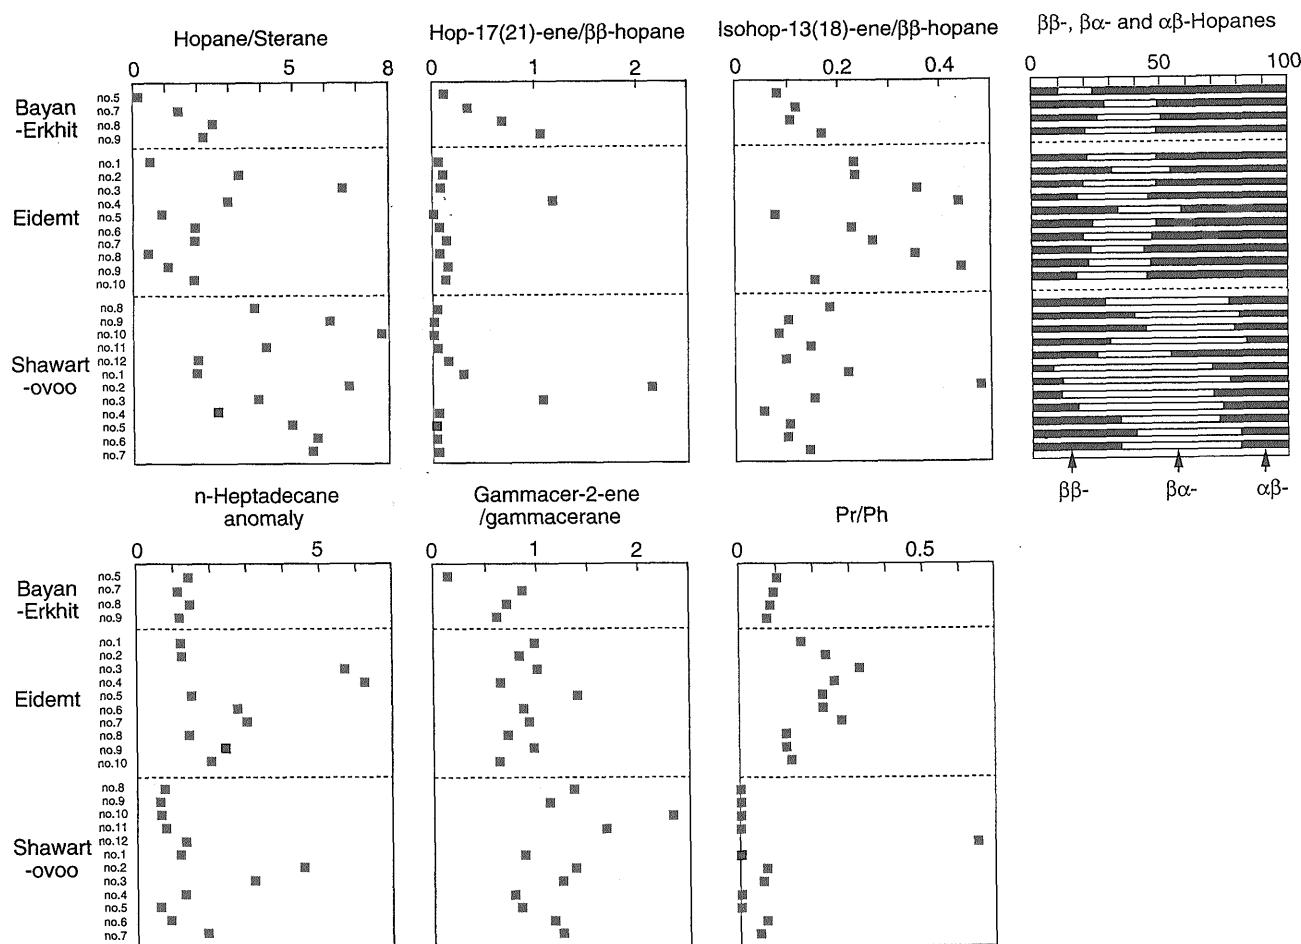 Hopane/Sterane
0 5 8
Hop-17(21)-ene/ββ-hopane
0 1 2
Isohop-13(18)-ene/ββ-hopane
0 0.2 0.4
ββ-, βα- and αβ-Hopanes
0 50 100
Bayan
-Erkhit
no.5
no.7
no.8
no.9
Eidemt
no.1
no.2
no.3
no.4
no.5
no.6
no.7
no.8
no.9
no.10
Shawart
-ovoo
no.8
no.9
no.10
no.11
no.12
no.1
no.2
no.3
no.4
no.5
no.6
no.7
ββ- βα- αβ-
n-Heptadecane
anomaly
0 5
Gammacer-2-ene
/gammacerane
0 1 2
Pr/Ph
0 0.5
Bayan
-Erkhit
no.5
no.7
no.8
no.9
Eidemt
no.1
no.2
no.3
no.4
no.5
no.6
no.7
no.8
no.9
no.10
Shawart
-ovoo
no.8
no.9
no.10
no.11
no.12
no.1
no.2
no.3
no.4
no.5
no.6
no.7